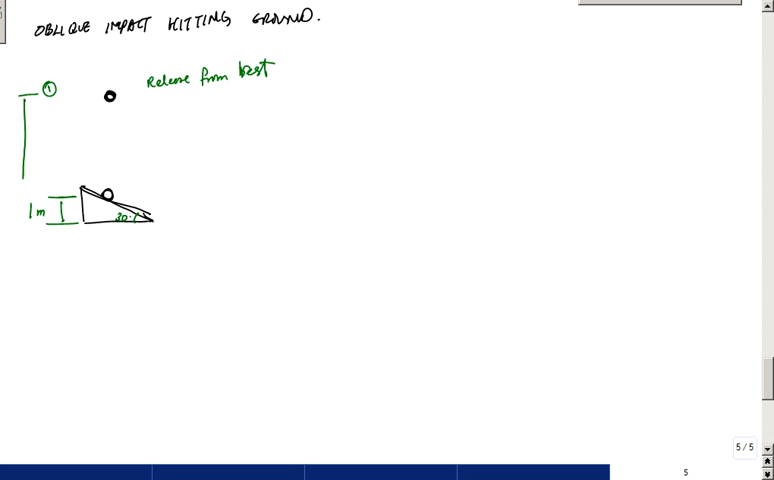 OBLIQUE IMPACT HITTING GROUND.
① Release from rest
1m
30°
5 / 5
5